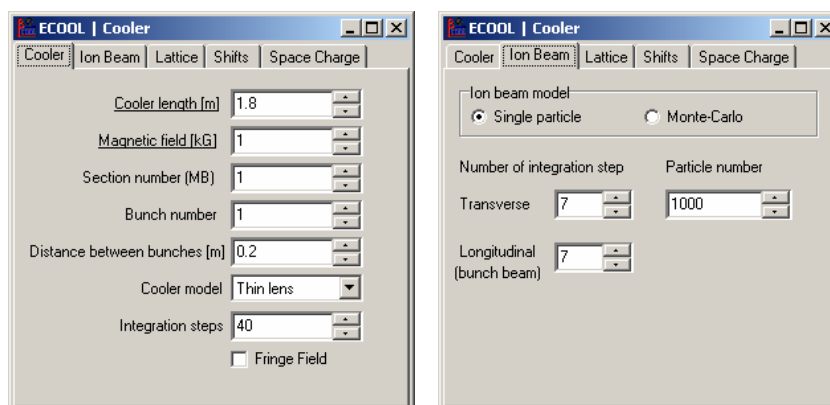 ECOOL | Cooler
Cooler Ion Beam Lattice Shifts Space Charge
Cooler length [m] 1.8
Magnetic field [kG] 1
Section number (MB) 1
Bunch number 1
Distance between bunches [m] 0.2
Cooler model Thin lens
Integration steps 40
Fringe Field
ECOOL | Cooler
Cooler Ion Beam Lattice Shifts Space Charge
Ion beam model
Single particle Monte-Carlo
Number of integration step Particle number
Transverse 7 1000
Longitudinal
(bunch beam) 7